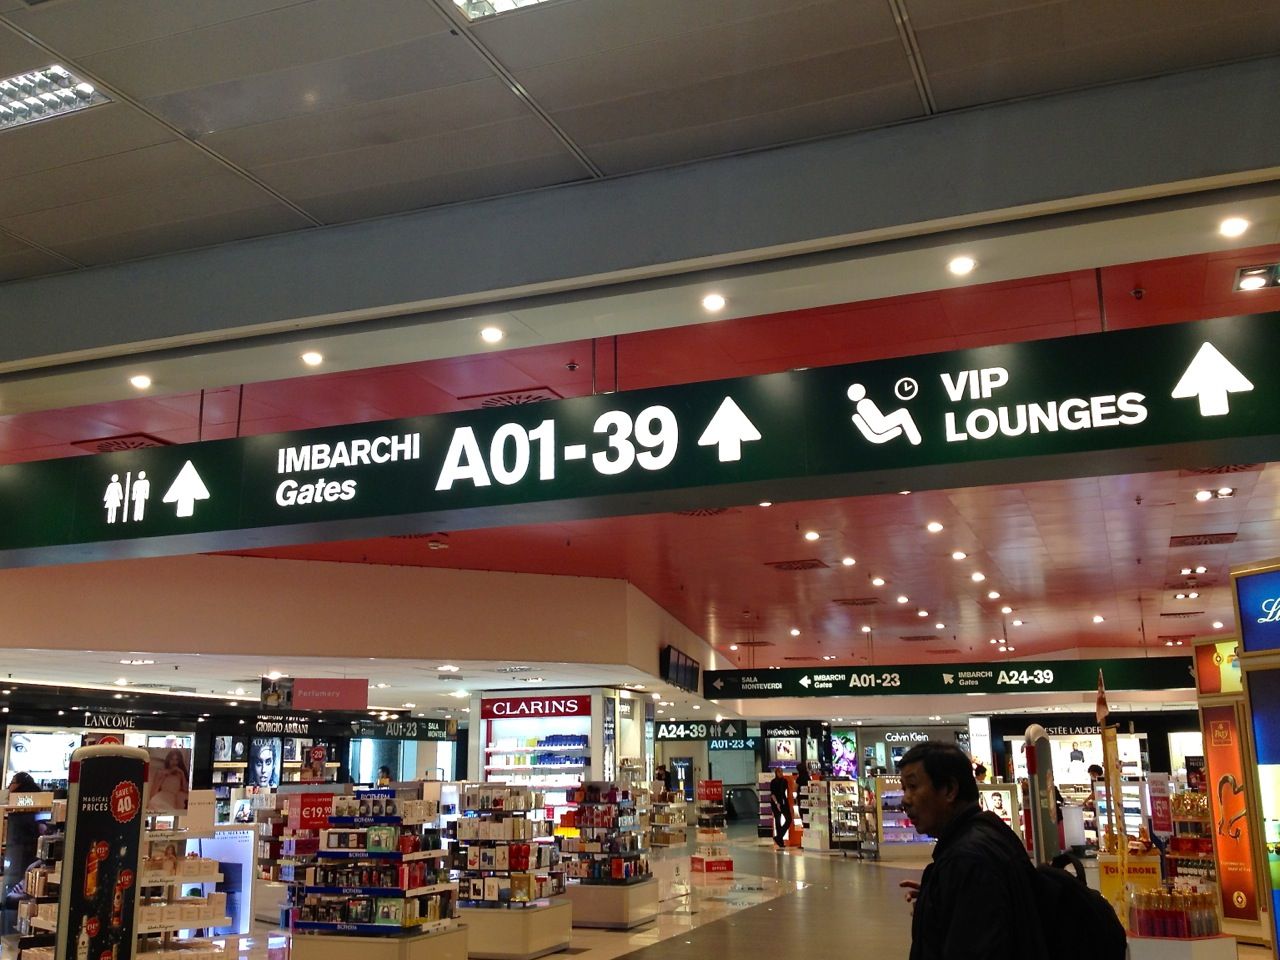 IMBARCHI
Gates
A01-39
VIP
LOUNGES
SALA
MONTEVERDI
IMBARCHI
Gates
A01-23
IMBARCHI
Gates
A24-39
Perfumery
CLARINS
LANCÔME
GIORGIO ARMANI
A01-23
SALA
A24-39
A01-23
Calvin Klein
ESTÉE LAUDER
MAGICAL
PRICES
SAVE
40
€19.90
BIOTHERM
TOBLERONE